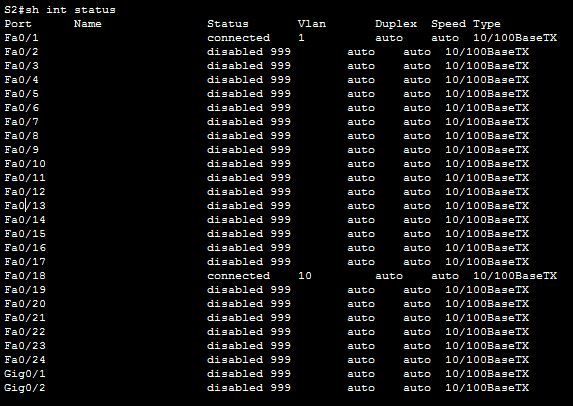 S2#sh int status
Port      Name               Status       Vlan       Duplex  Speed Type
Fa0/1                        connected    1          auto    auto  10/100BaseTX
Fa0/2                        disabled 999        auto    auto  10/100BaseTX
Fa0/3                        disabled 999        auto    auto  10/100BaseTX
Fa0/4                        disabled 999        auto    auto  10/100BaseTX
Fa0/5                        disabled 999        auto    auto  10/100BaseTX
Fa0/6                        disabled 999        auto    auto  10/100BaseTX
Fa0/7                        disabled 999        auto    auto  10/100BaseTX
Fa0/8                        disabled 999        auto    auto  10/100BaseTX
Fa0/9                        disabled 999        auto    auto  10/100BaseTX
Fa0/10                       disabled 999        auto    auto  10/100BaseTX
Fa0/11                       disabled 999        auto    auto  10/100BaseTX
Fa0/12                       disabled 999        auto    auto  10/100BaseTX
Fa0/13                       disabled 999        auto    auto  10/100BaseTX
Fa0/14                       disabled 999        auto    auto  10/100BaseTX
Fa0/15                       disabled 999        auto    auto  10/100BaseTX
Fa0/16                       disabled 999        auto    auto  10/100BaseTX
Fa0/17                       disabled 999        auto    auto  10/100BaseTX
Fa0/18                       connected    10         auto    auto  10/100BaseTX
Fa0/19                       disabled 999        auto    auto  10/100BaseTX
Fa0/20                       disabled 999        auto    auto  10/100BaseTX
Fa0/21                       disabled 999        auto    auto  10/100BaseTX
Fa0/22                       disabled 999        auto    auto  10/100BaseTX
Fa0/23                       disabled 999        auto    auto  10/100BaseTX
Fa0/24                       disabled 999        auto    auto  10/100BaseTX
Gig0/1                       disabled 999        auto    auto  10/100BaseTX
Gig0/2                       disabled 999        auto    auto  10/100BaseTX